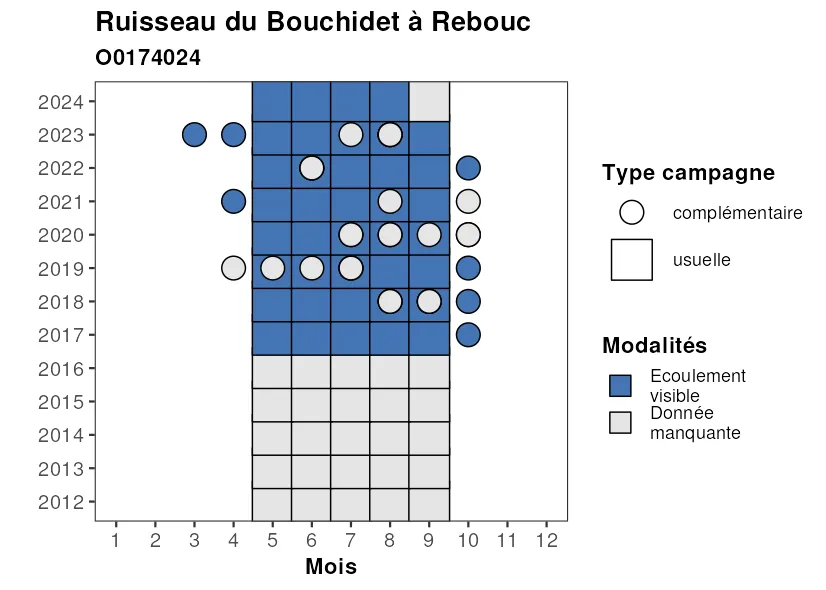 Ruisseau du Bouchidet à Rebouc
O0174024
2024
2023
2022
2021
2020
2019
2018
2017
2016
2015
2014
2013
2012
1 2 3 4 5 6 7 8 9 10 11 12
Mois
Type campagne
complémentaire
usuelle
Modalités
Ecoulement
visible
Donnée
manquante